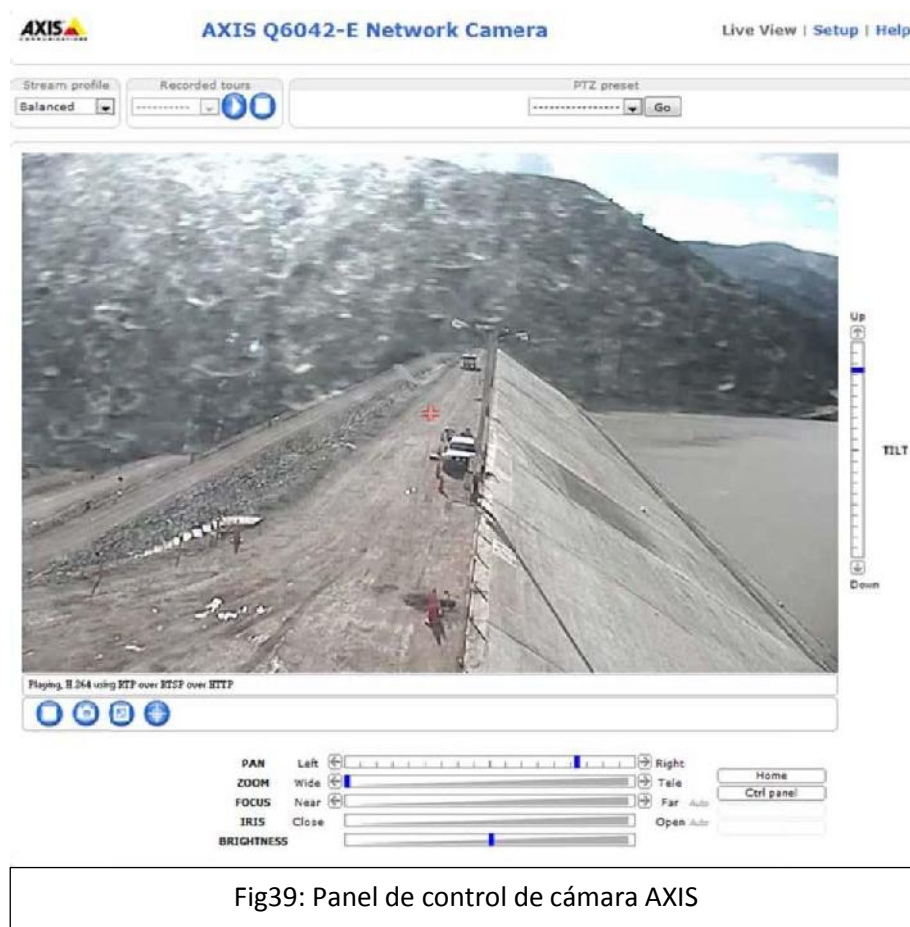 AXIS
COMMUNICATIONS
AXIS Q6042-E Network Camera
Live View | Setup | Help
Stream profile
Recorded tours
PTZ preset
Balanced
----------
----------------
Go
Up
TILT
Down
Playing, H.264 using RTP over RTSP over HTTP
PAN Left Right
ZOOM Wide Tele
FOCUS Near Far Auto
IRIS Close Open Auto
BRIGHTNESS
Home
Ctrl panel
Fig39: Panel de control de cámara AXIS